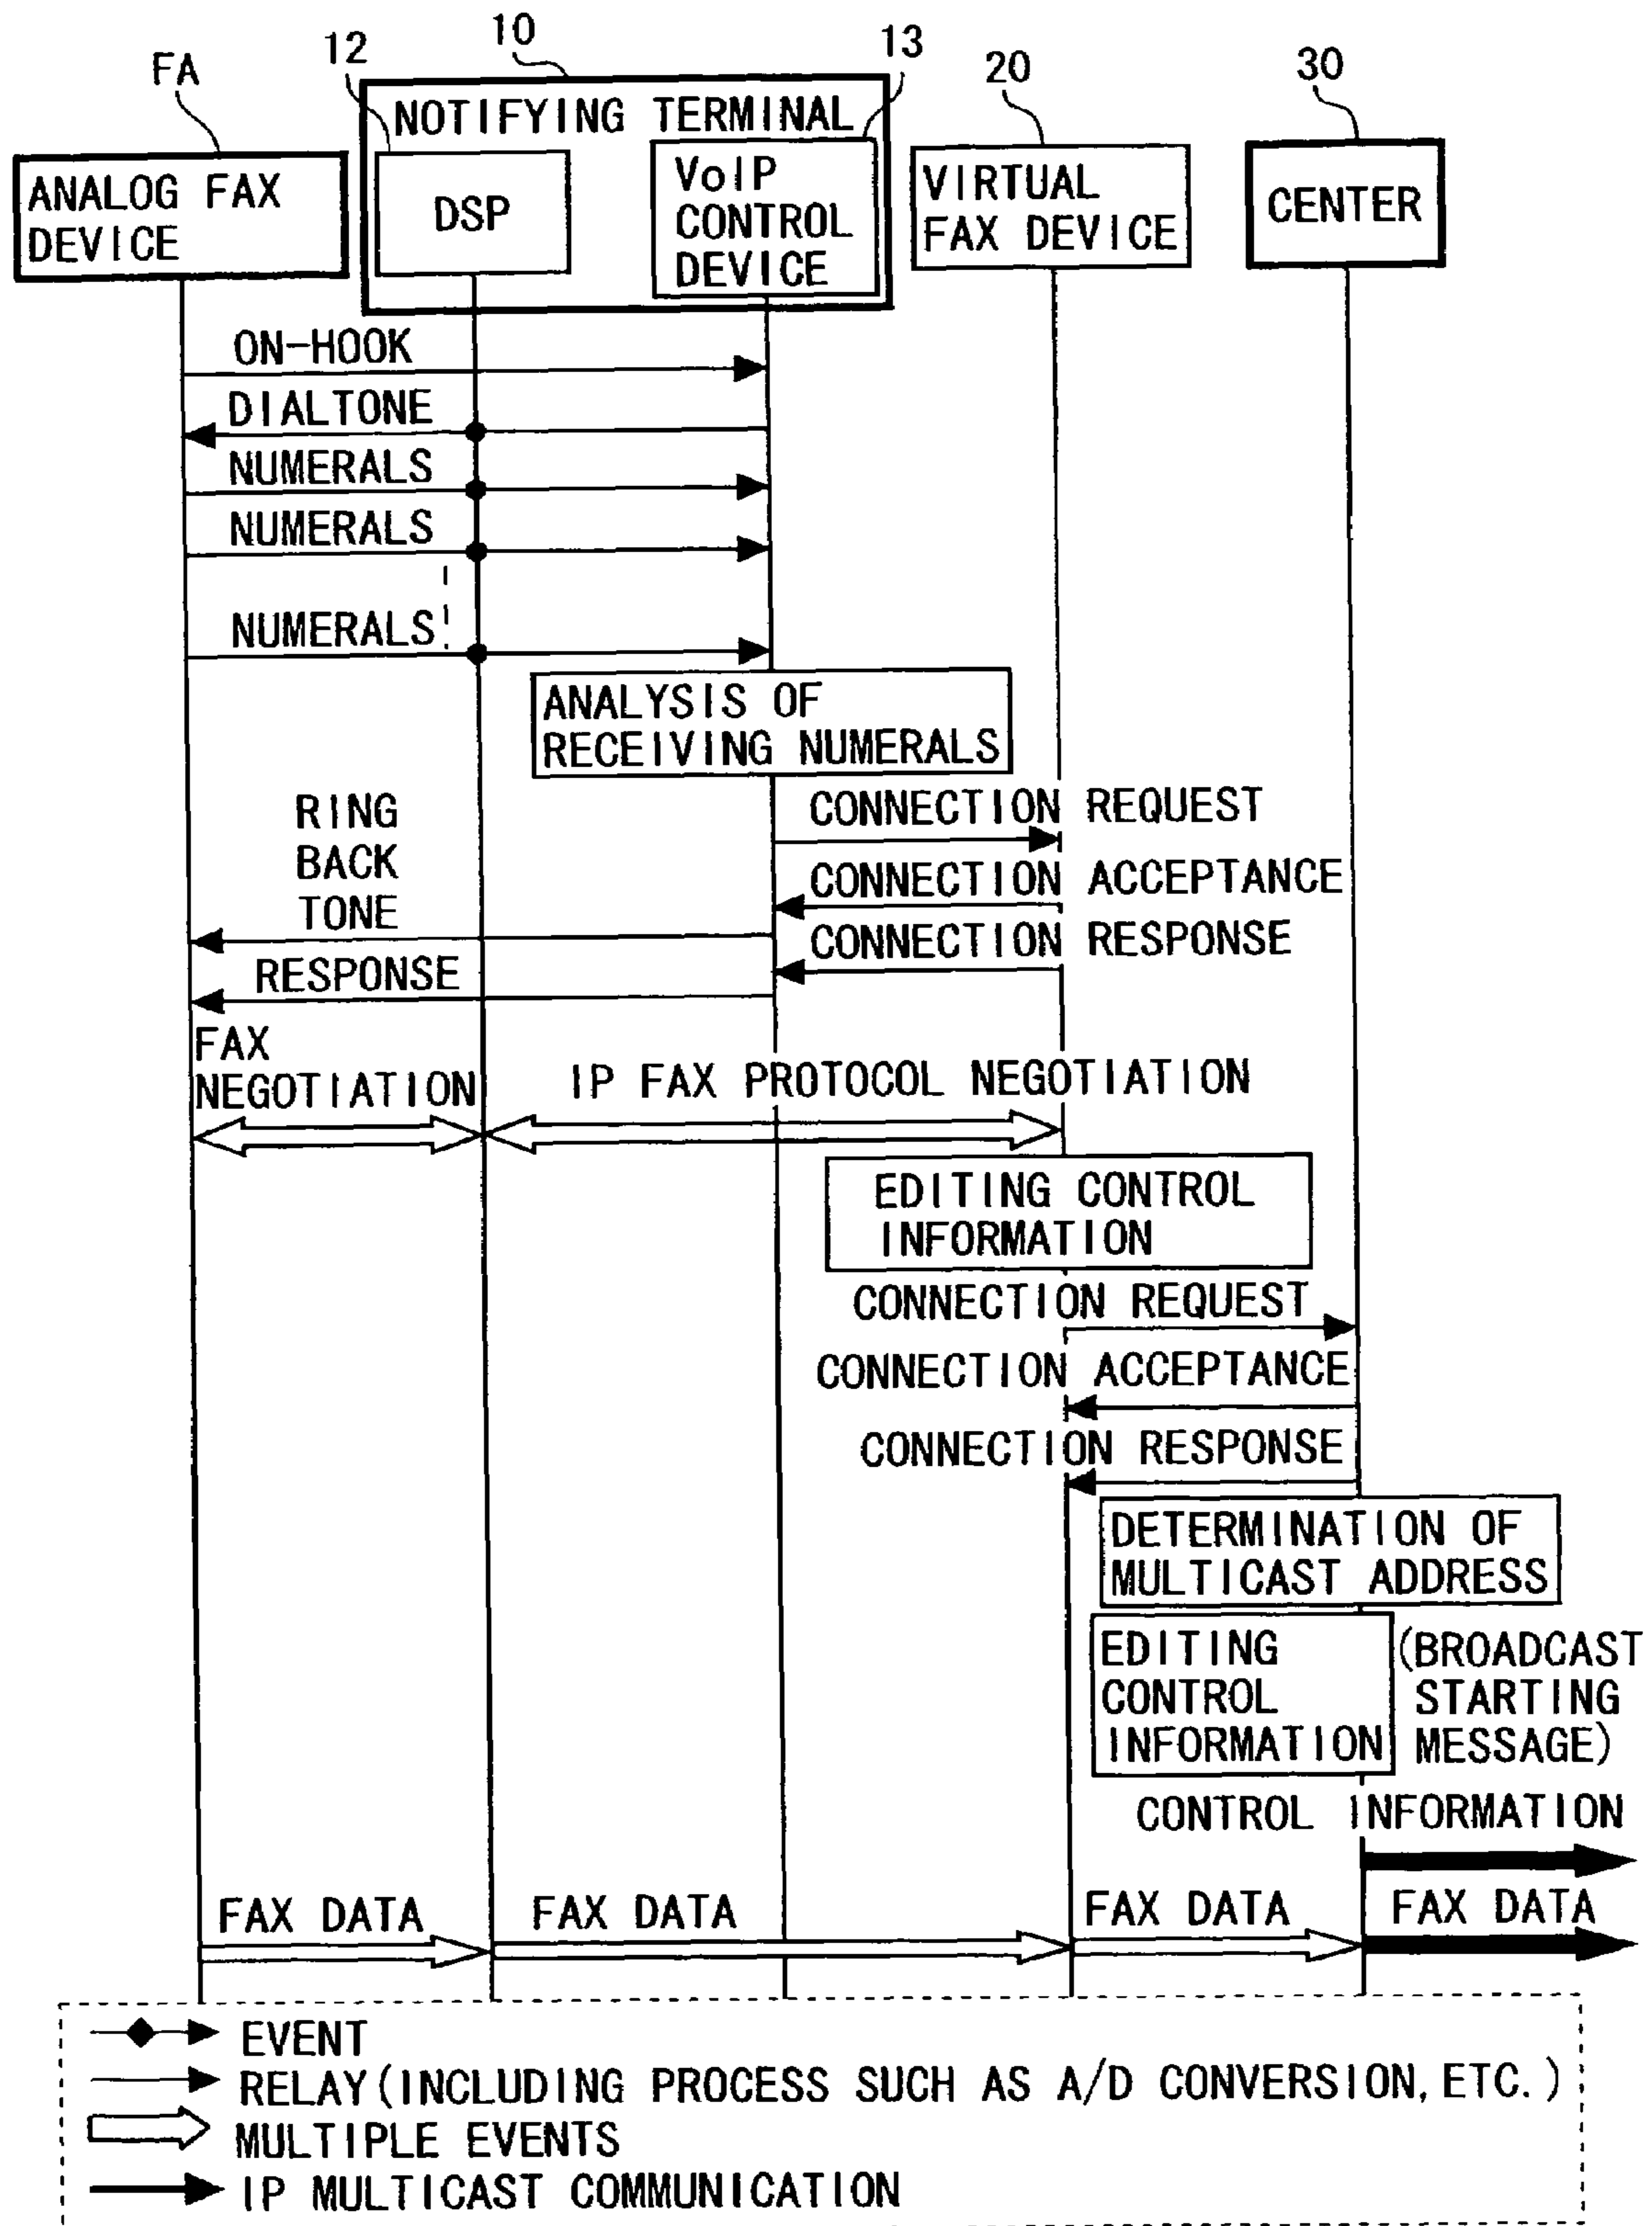 10
12
13
FA
20
30
NOTIFYING TERMINAL
ANALOG FAX
DEVICE
DSP
VoIP
CONTROL
DEVICE
VIRTUAL
FAX DEVICE
CENTER
ON-HOOK
DIALTONE
NUMERALS
NUMERALS
NUMERALS
ANALYSIS OF
RECEIVING NUMERALS
CONNECTION REQUEST
RING
BACK
TONE
CONNECTION ACCEPTANCE
CONNECTION RESPONSE
RESPONSE
FAX
NEGOTIATION
IP FAX PROTOCOL NEGOTIATION
EDITING CONTROL
INFORMATION
CONNECTION REQUEST
CONNECTION ACCEPTANCE
CONNECTION RESPONSE
DETERMINATION OF
MULTICAST ADDRESS
EDITING
CONTROL
INFORMATION
(BROADCAST
STARTING
MESSAGE)
CONTROL INFORMATION
FAX DATA
FAX DATA
FAX DATA
FAX DATA
EVENT
RELAY(INCLUDING PROCESS SUCH AS A/D CONVERSION,ETC.)
MULTIPLE EVENTS
IP MULTICAST COMMUNICATION